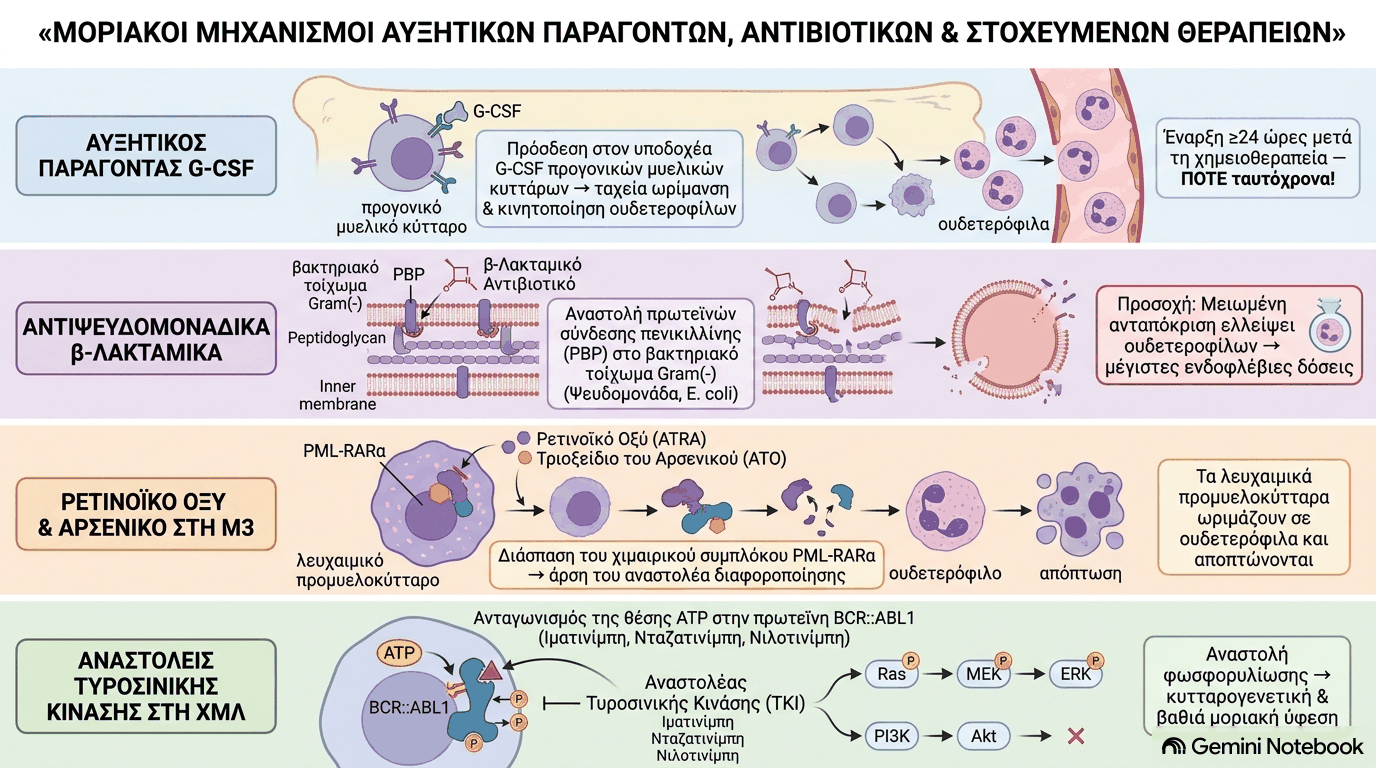 «ΜΟΡΙΑΚΟΙ ΜΗΧΑΝΙΣΜΟΙ ΑΥΞΗΤΙΚΩΝ ΠΑΡΑΓΟΝΤΩΝ, ΑΝΤΙΒΙΟΤΙΚΩΝ & ΣΤΟΧΕΥΜΕΝΩΝ ΘΕΡΑΠΕΙΩΝ»
ΑΥΞΗΤΙΚΟΣ
ΠΑΡΑΓΟΝΤΑΣ G-CSF
G-CSF
προγονικό
μυελικό κύτταρο
Πρόσδεση στον υποδοχέα
G-CSF προγονικών μυελικών
κυττάρων → ταχεία ωρίμανση
& κινητοποίηση ουδετεροφίλων
ουδετερόφιλα
Έναρξη ≥24 ώρες μετά
τη χημειοθεραπεία —
ΠΟΤΕ ταυτόχρονα!
ΑΝΤΙΨΕΥΔΟΜΟΝΑΔΙΚΑ
β-ΛΑΚΤΑΜΙΚΑ
βακτηριακό
τοίχωμα
Gram(-)
PBP
β-Λακταμικό
Αντιβιοτικό
Peptidoglycan
Inner
membrane
Αναστολή πρωτεϊνών
σύνδεσης πενικιλλίνης
(PBP) στο βακτηριακό
τοίχωμα Gram(-)
(Ψευδομονάδα, E. coli)
Προσοχή: Μειωμένη
ανταπόκριση ελλείψει
ουδετεροφίλων →
μέγιστες ενδοφλέβιες δόσεις
ΡΕΤΙΝΟΪΚΟ ΟΞΥ
& ΑΡΣΕΝΙΚΟ ΣΤΗ Μ3
PML-RARα
λευχαιμικό
προμυελοκύτταρο
Ρετινοϊκό Οξύ (ATRA)
Τριοξείδιο του Αρσενικού (ATO)
Διάσπαση του χιμαιρικού συμπλόκου PML-RARα
→ άρση του αναστολέα διαφοροποίησης
ουδετερόφιλο
απόπτωση
Τα λευχαιμικά
προμυελοκύτταρα
ωριμάζουν σε
ουδετερόφιλα και
αποπτώνονται
ΑΝΑΣΤΟΛΕΙΣ
ΤΥΡΟΣΙΝΙΚΗΣ
ΚΙΝΑΣΗΣ ΣΤΗ ΧΜΛ
Ανταγωνισμός της θέσης ATP στην πρωτεΐνη BCR::ABL1
(Ιματινίμπη, Νταζατινίμπη, Νιλοτινίμπη)
ATP
BCR::ABL1
P
P
P
Αναστολέας
Τυροσινικής Κινάσης (TKI)
Ιματινίμπη
Νταζατινίμπη
Νιλοτινίμπη
Ras
P
MEK
P
ERK
P
PI3K
Akt
Αναστολή
φωσφορυλίωσης →
κυτταρογενετική &
βαθιά μοριακή ύφεση
Gemini Notebook